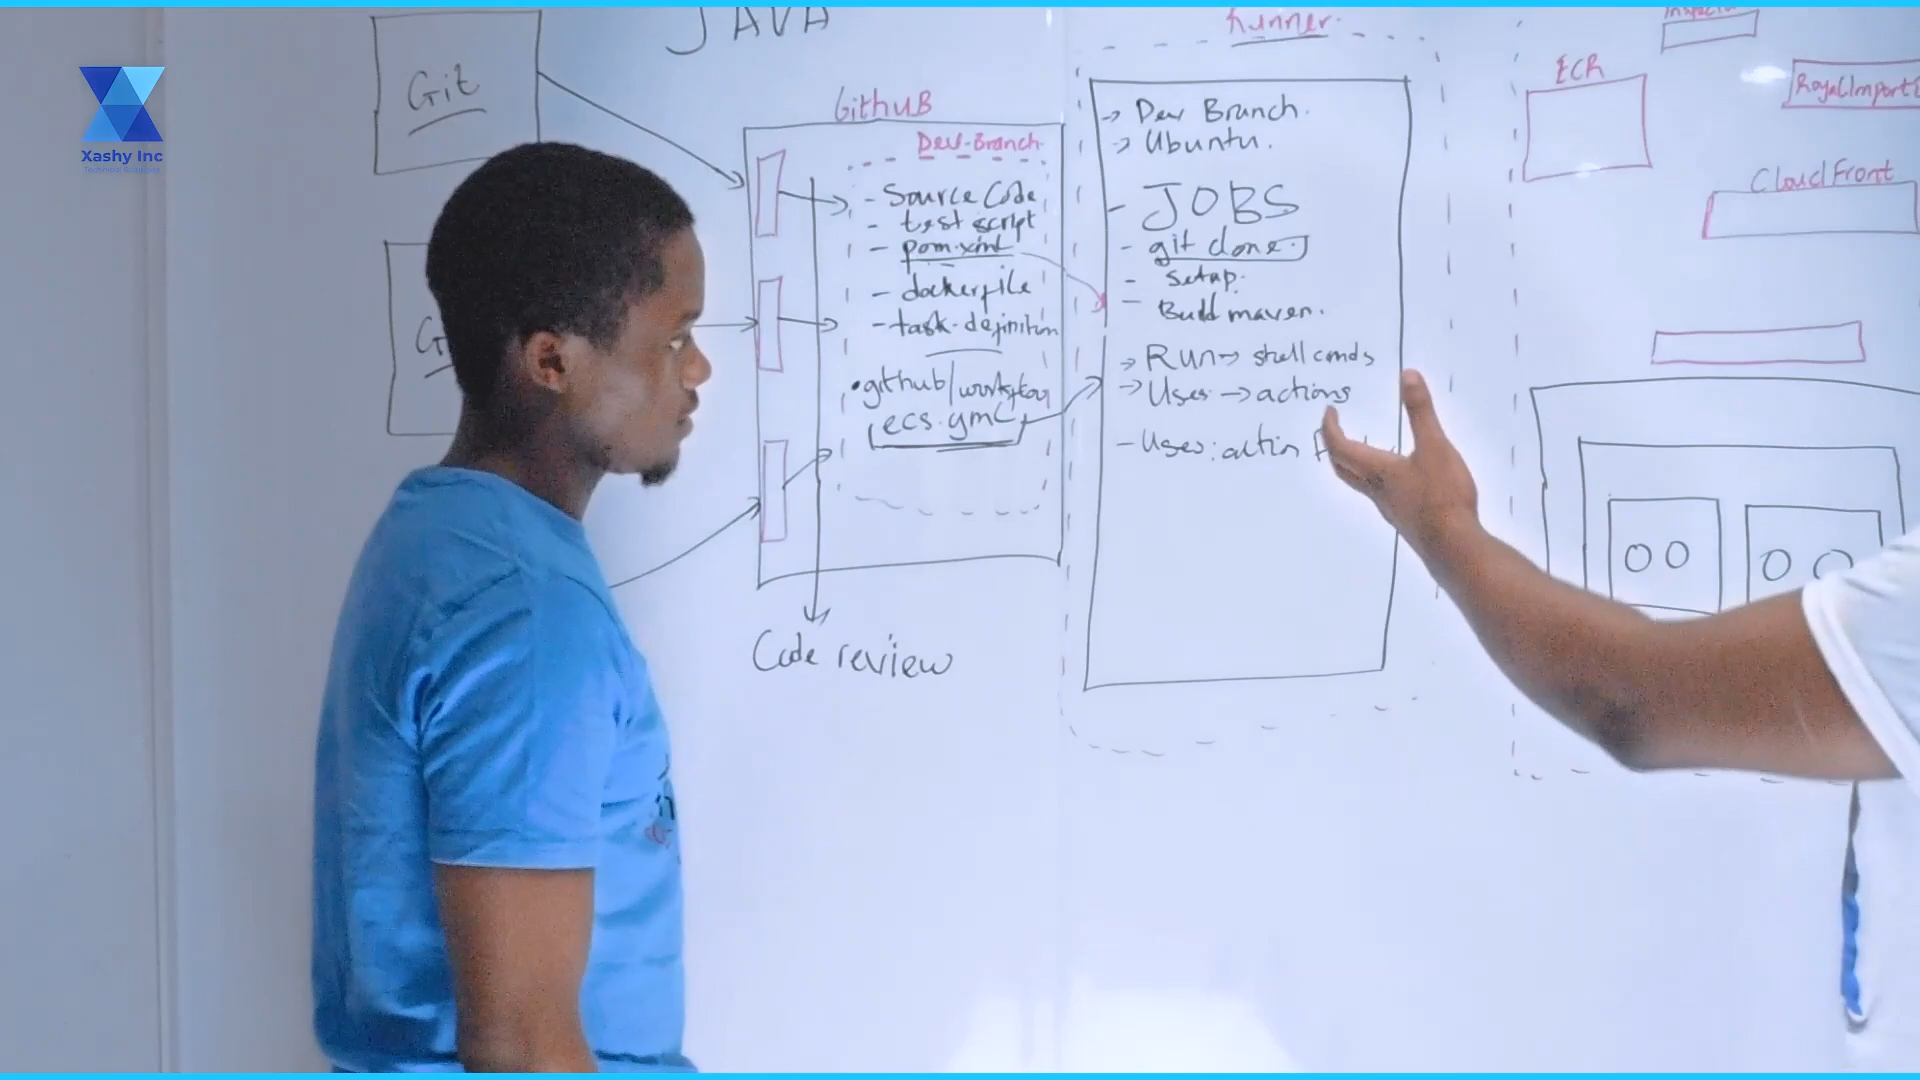 JAVA
Git
Xashy Inc
Technical Solutions
GithuB
Dev-Branch
- Source Code
- test script
- pom.xml
- dockerfile
- task-definition
.github/workflow
ecs.yml
Code review
Runner
→ Dev Branch.
→ Ubuntu.
- JOBS
- git clone.
- setup.
- Build maven.
→ Run → shell cmds
→ Uses → actions
- Uses: action
ECR
CloudFront